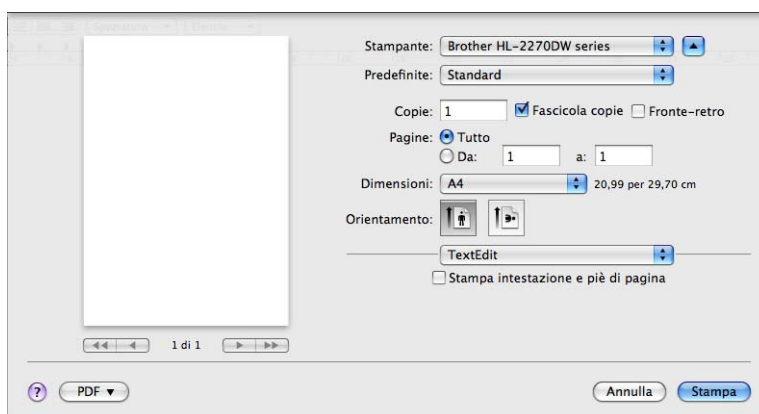 Stampante: Brother HL-2270DW series
Predefinite: Standard
Copie: 1 Fascicola copie Fronte-retro
Pagine: Tutto
Da: 1 a: 1
Dimensioni: A4 20,99 per 29,70 cm
Orientamento:
TextEdit
Stampa intestazione e piè di pagina
1 di 1
? PDF Annulla Stampa